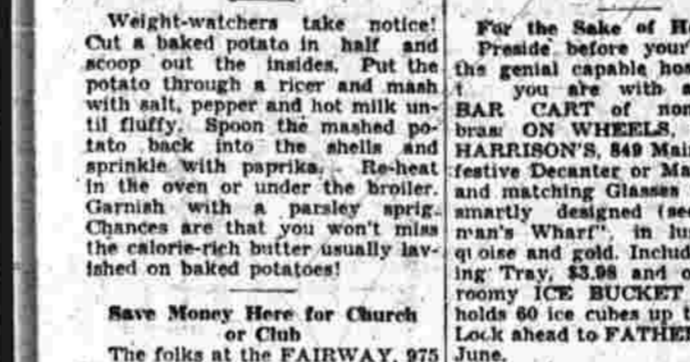 Weight-watchers take notice!
Cut a baked potato in half and
scoop out the insides. Put the
potato through a ricer and mash
with salt, pepper and hot milk un-
til fluffy. Spoon the mashed po-
tato back into the shells and
sprinkle with paprika. Re-heat
in the oven or under the broiler.
Garnish with a parsley sprig.
Chances are that you won't miss
the calorie-rich butter usually lav-
ished on baked potatoes!
Save Money Here for Church
or Club
The folks at the FAIRWAY, 975
For the Sake of
Preside before your
the genial capable
you are with
BAR CART of
ON WHEELS,
HARRISON'S, 849
festive Decanter or
and matching Glasses
smartly designed
man's Wharf", in
oise and gold.
ing Tray, $3.98 and
roomy ICE BUCKET
holds 60 ice cubes up
Look ahead to
June.